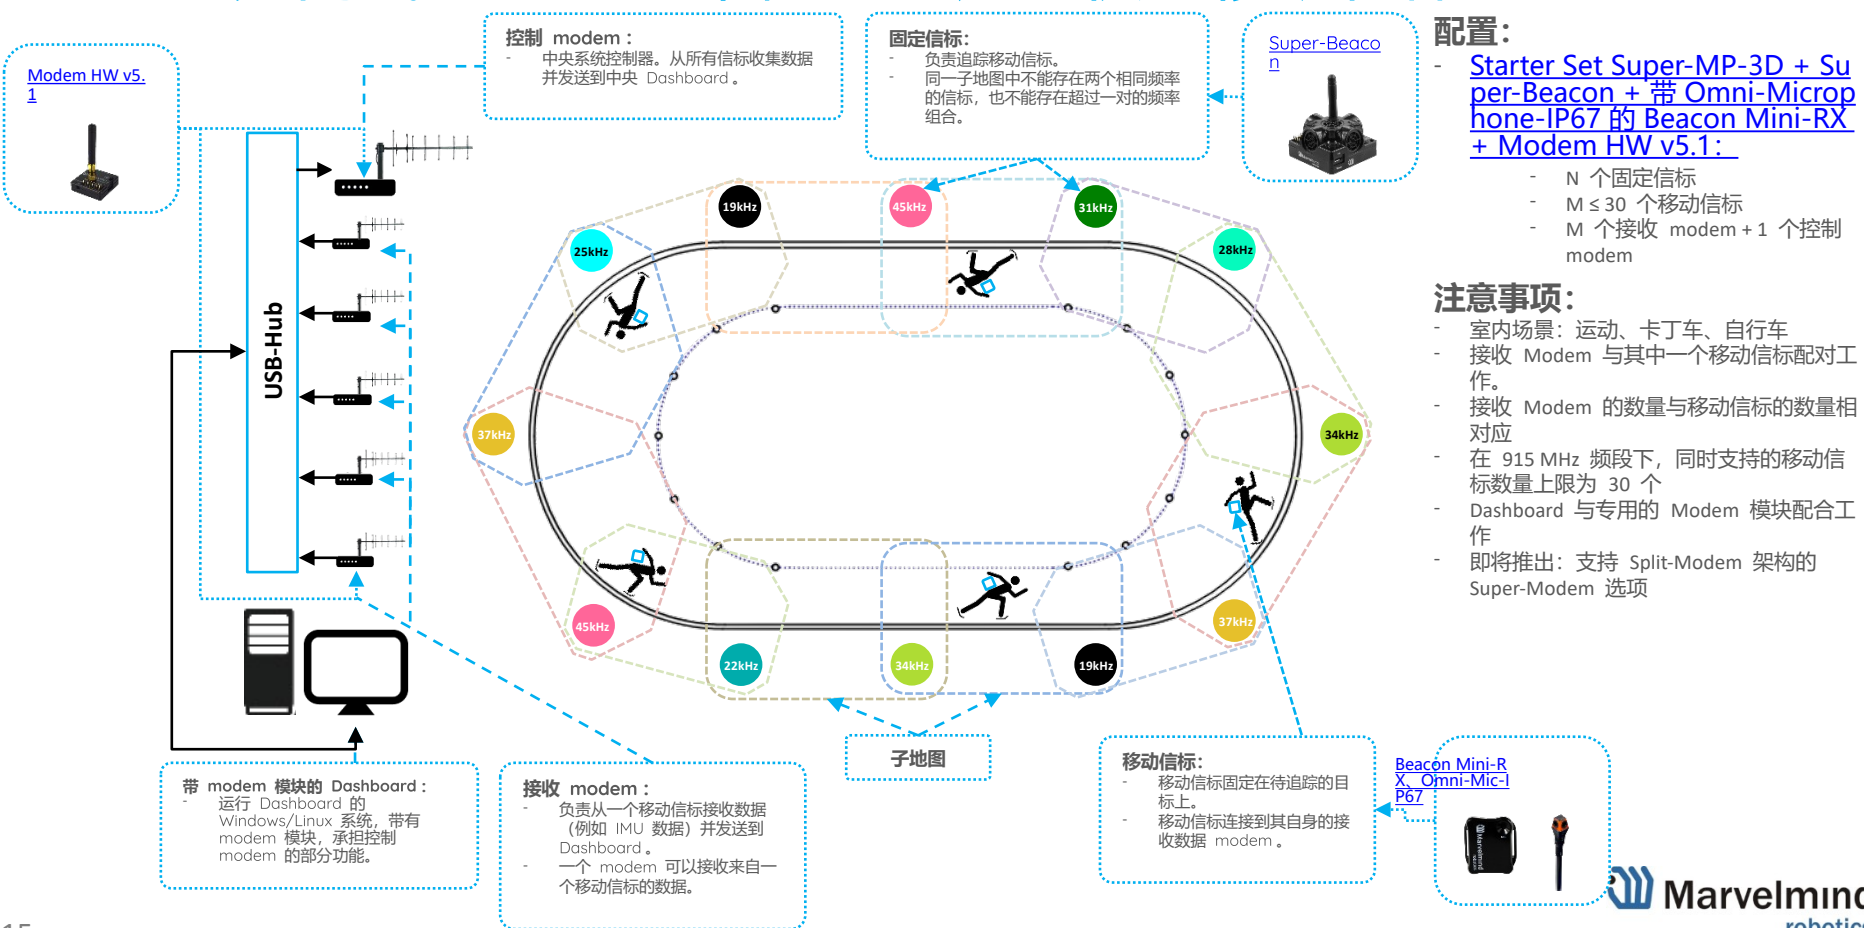 Modem HW v5.
1
控制 modem：
- 中央系统控制器。从所有信标收集数据
并发送到中央 Dashboard。
固定信标：
- 负责追踪移动信标。
- 同一子地图中不能存在两个相同频率
的信标，也不能存在超过一对的频率
组合。
Super-Beaco
n
配置：
- Starter Set Super-MP-3D + Su
per-Beacon + 带 Omni-Microp
hone-IP67 的 Beacon Mini-RX
+ Modem HW v5.1：
- N 个固定信标
- M ≤ 30 个移动信标
- M 个接收 modem + 1 个控制
modem
注意事项：
- 室内场景：运动、卡丁车、自行车
- 接收 Modem 与其中一个移动信标配对工
作。
- 接收 Modem 的数量与移动信标的数量相
对应
- 在 915 MHz 频段下，同时支持的移动信
标数量上限为 30 个
- Dashboard 与专用的 Modem 模块配合工
作
- 即将推出：支持 Split-Modem 架构的
Super-Modem 选项
USB-Hub
19kHz
45kHz
31kHz
25kHz
28kHz
37kHz
34kHz
45kHz
37kHz
22kHz
34kHz
19kHz
子地图
带 modem 模块的 Dashboard：
- 运行 Dashboard 的
Windows/Linux 系统，带有
modem 模块，承担控制
modem 的部分功能。
接收 modem：
- 负责从一个移动信标接收数据
（例如 IMU 数据）并发送到
Dashboard。
- 一个 modem 可以接收来自一
个移动信标的数据。
移动信标：
- 移动信标固定在待追踪的目
标上。
- 移动信标连接到其自身的接
收数据 modem。
Beacon Mini-R
X、Omni-Mic-I
P67
Marvelmind